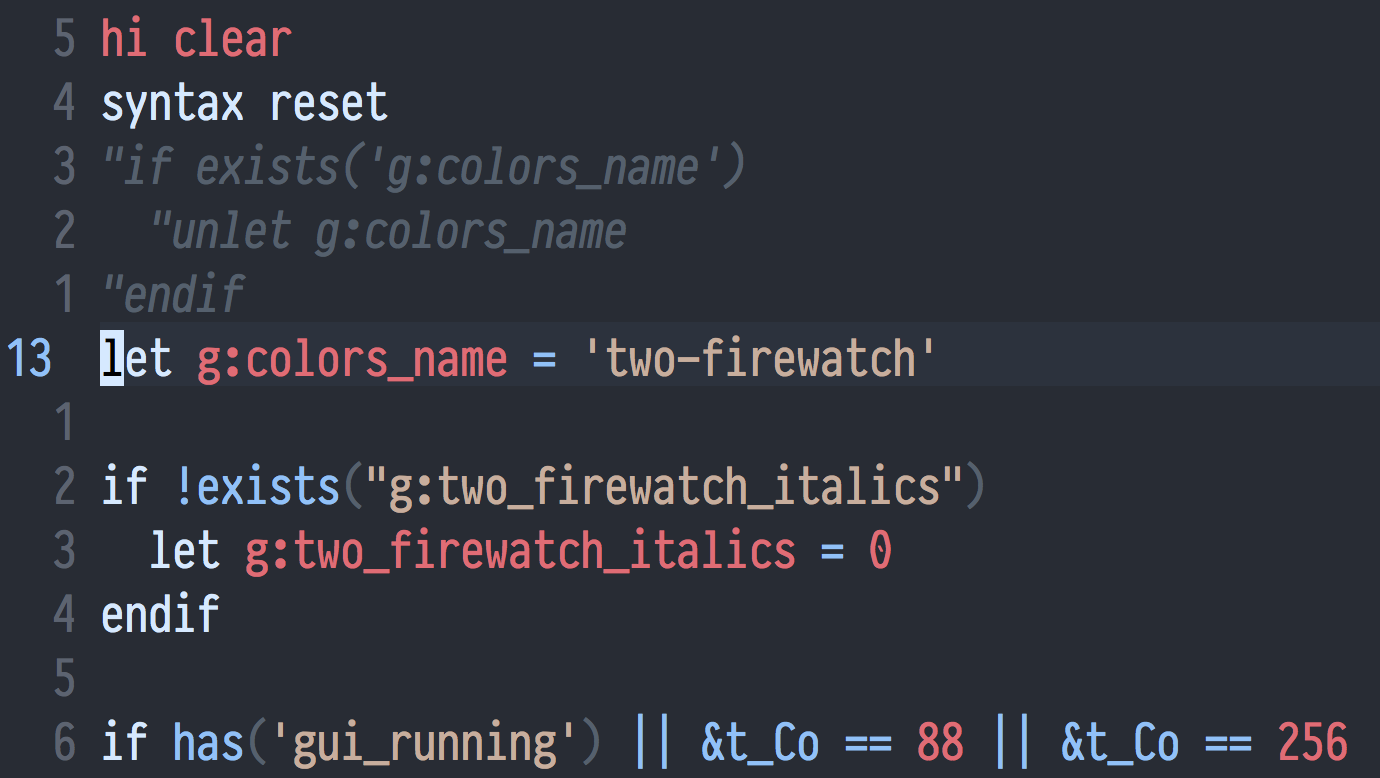 5 hi clear
4 syntax reset
3 "if exists('g:colors_name')
2   "unlet g:colors_name
1 "endif
13 let g:colors_name = 'two-firewatch'
1
2 if !exists("g:two_firewatch_italics")
3   let g:two_firewatch_italics = 0
4 endif
5
6 if has('gui_running') || &t_Co == 88 || &t_Co == 256